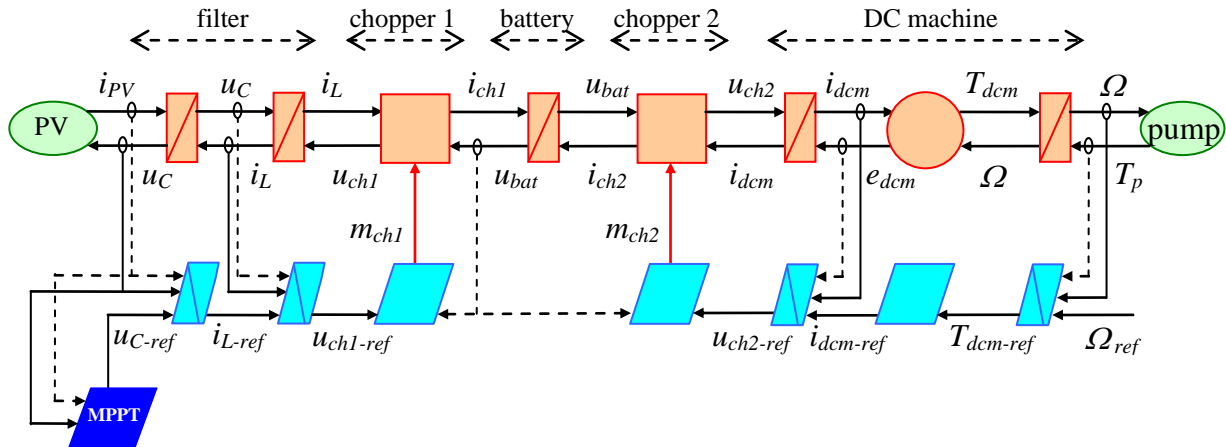 filter chopper 1 battery chopper 2 DC machine
i_PV u_C i_L i_ch1 u_bat u_ch2 i_dcm T_dcm Ω
PV pump
u_C i_L u_ch1 u_bat i_ch2 i_dcm e_dcm Ω T_p
m_ch1 m_ch2
u_C-ref i_L-ref u_ch1-ref u_ch2-ref i_dcm-ref T_dcm-ref Ω_ref
MPPT